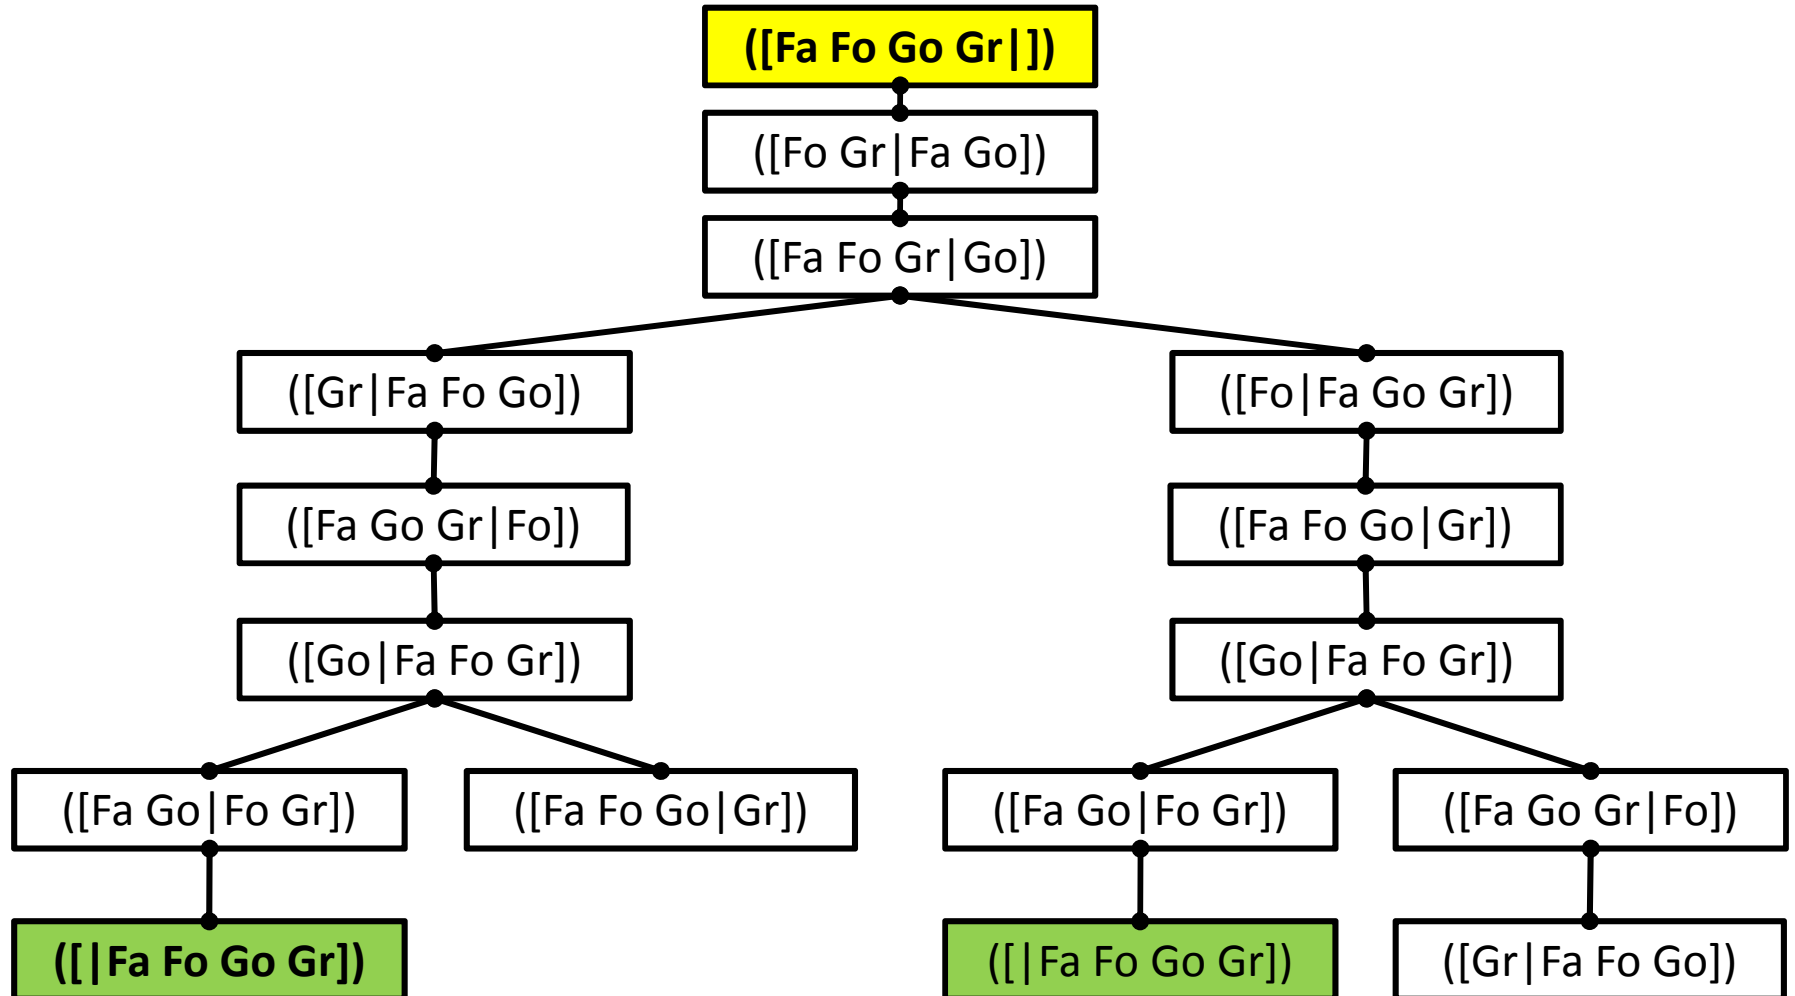 ([Fa Fo Go Gr|])
([Fo Gr|Fa Go])
([Fa Fo Gr|Go])
([Gr|Fa Fo Go])
([Fo|Fa Go Gr])
([Fa Go Gr|Fo])
([Fa Fo Go|Gr])
([Go|Fa Fo Gr])
([Go|Fa Fo Gr])
([Fa Go|Fo Gr])
([Fa Fo Go|Gr])
([Fa Go|Fo Gr])
([Fa Go Gr|Fo])
([|Fa Fo Go Gr])
([|Fa Fo Go Gr])
([Gr|Fa Fo Go])